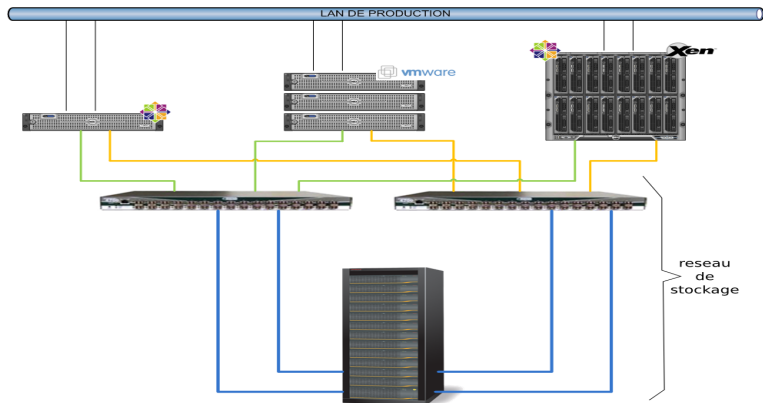 LAN DE PRODUCTION
vmware
Xen
reseau
de
stockage